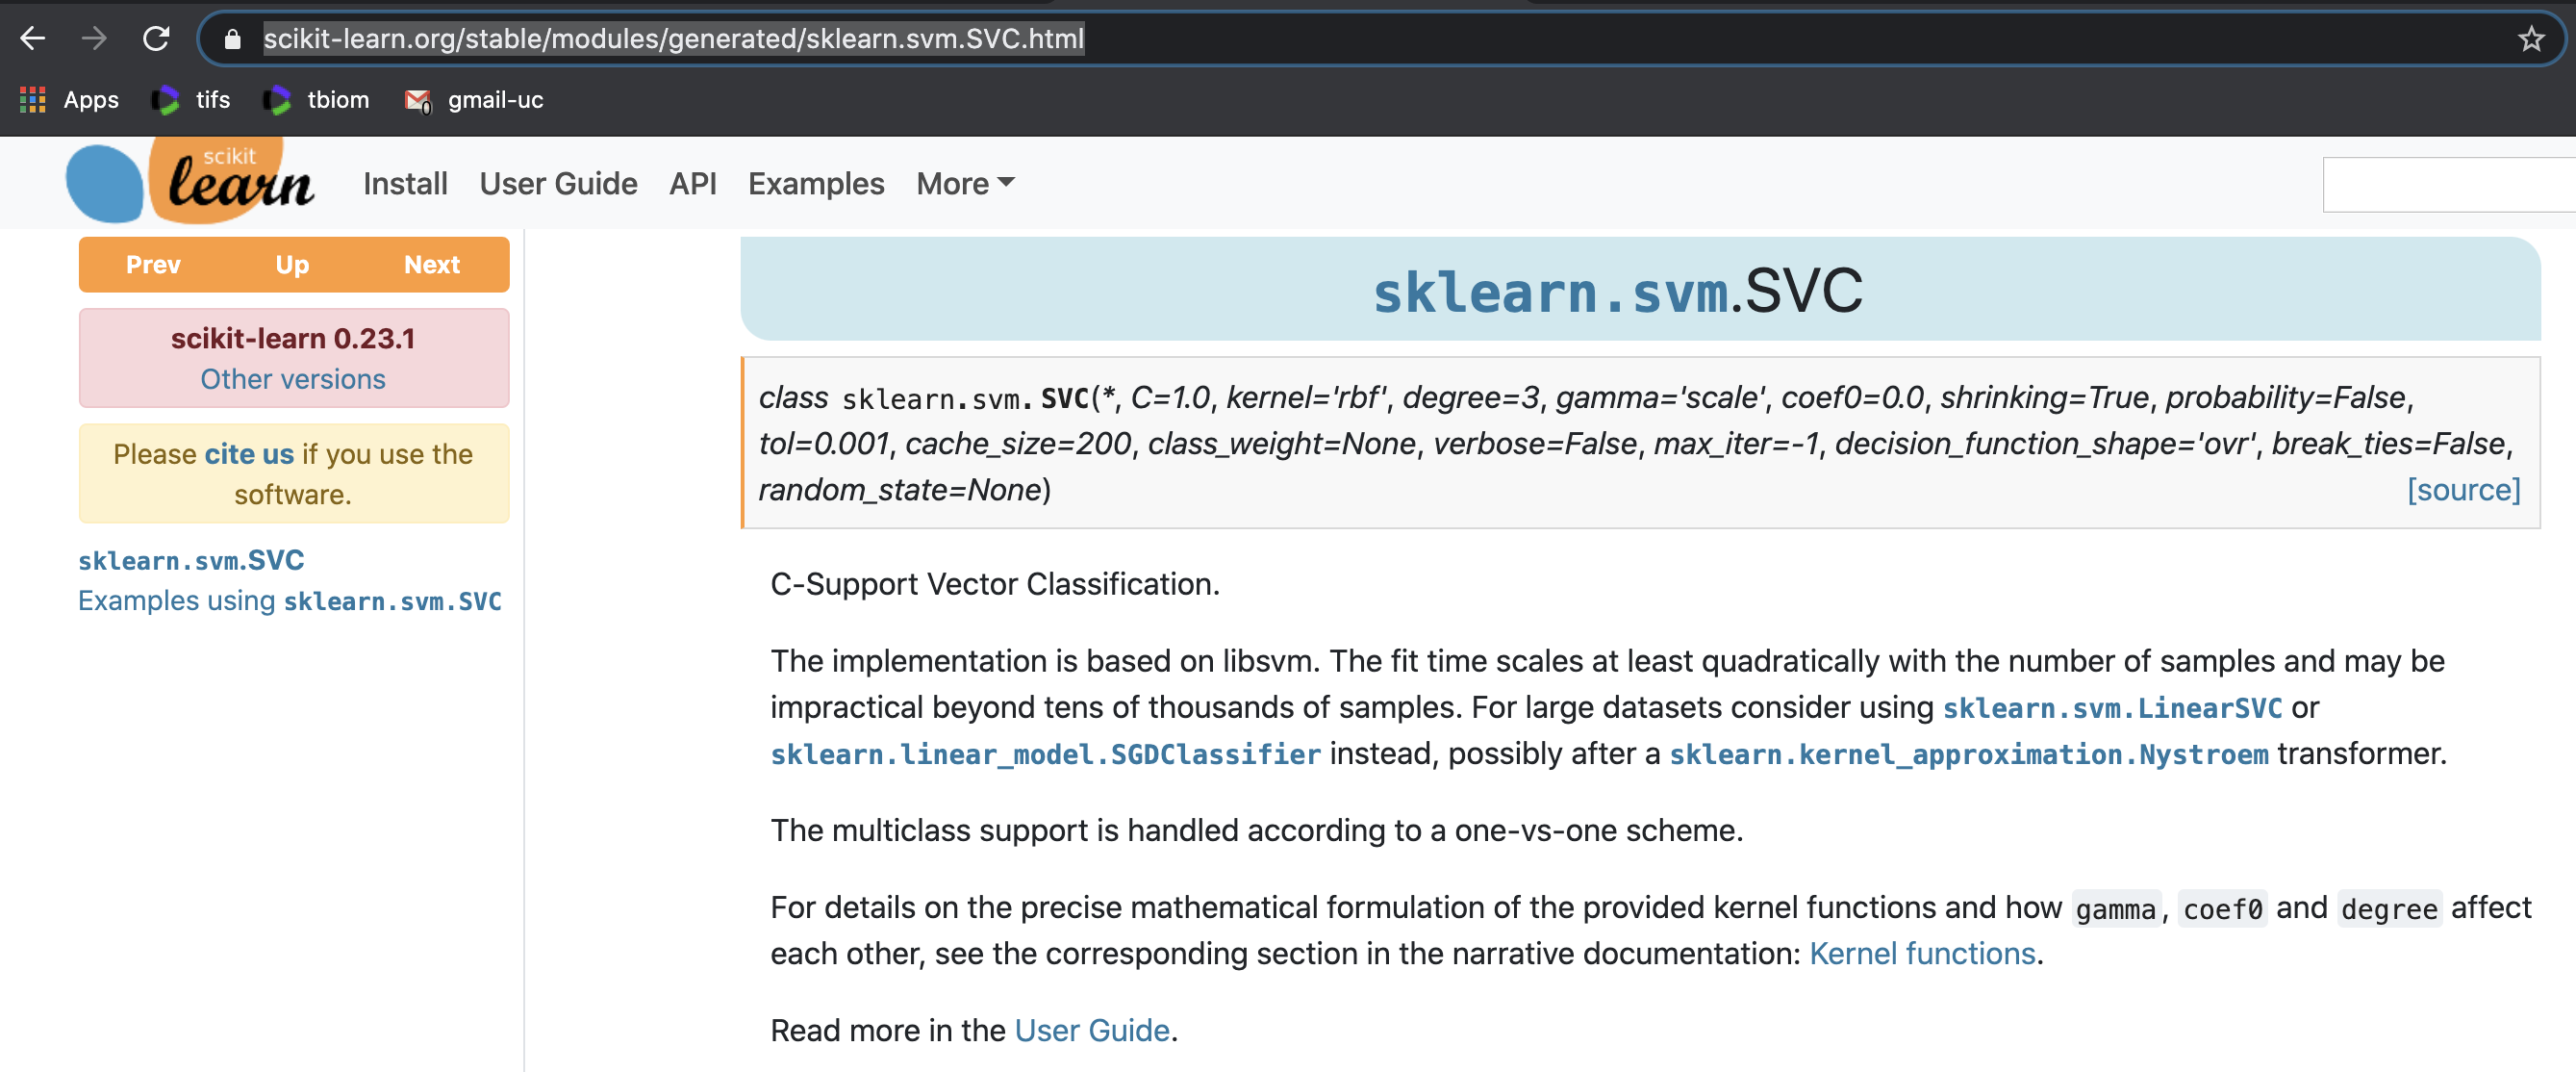 scikit-learn.org/stable/modules/generated/sklearn.svm.SVC.html
Apps tifs tbiom gmail-uc
0
scikit
learn
Install User Guide API Examples More
Prev Up Next
scikit-learn 0.23.1
Other versions
Please cite us if you use the
software.
sklearn.svm.SVC
Examples using sklearn.svm.SVC
sklearn.svm.SVC
class sklearn.svm.SVC(*, C=1.0, kernel='rbf', degree=3, gamma='scale', coef0=0.0, shrinking=True, probability=False,
tol=0.001, cache_size=200, class_weight=None, verbose=False, max_iter=-1, decision_function_shape='ovr', break_ties=False,
random_state=None) [source]
C-Support Vector Classification.
The implementation is based on libsvm. The fit time scales at least quadratically with the number of samples and may be
impractical beyond tens of thousands of samples. For large datasets consider using sklearn.svm.LinearSVC or
sklearn.linear_model.SGDClassifier instead, possibly after a sklearn.kernel_approximation.Nystroem transformer.
The multiclass support is handled according to a one-vs-one scheme.
For details on the precise mathematical formulation of the provided kernel functions and how gamma, coef0 and degree affect
each other, see the corresponding section in the narrative documentation: Kernel functions.
Read more in the User Guide.